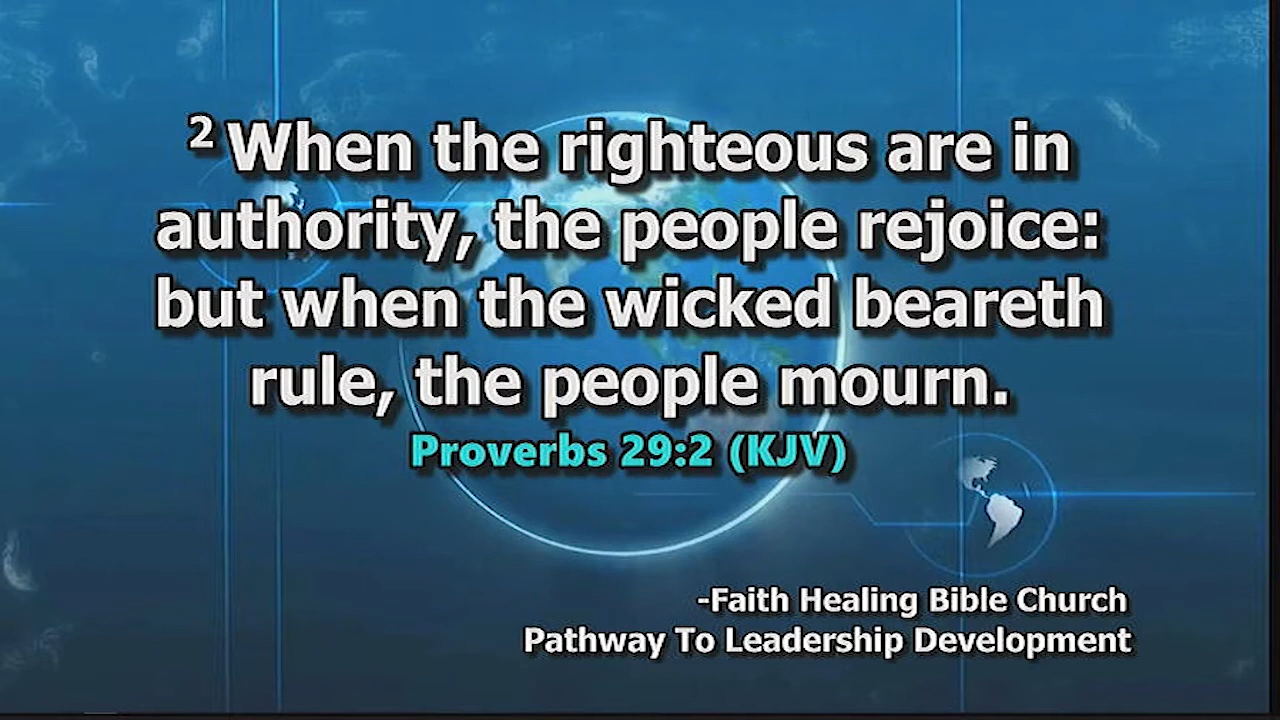 2 When the righteous are in
authority, the people rejoice:
but when the wicked beareth
rule, the people mourn.
Proverbs 29:2 (KJV)
-Faith Healing Bible Church
Pathway To Leadership Development